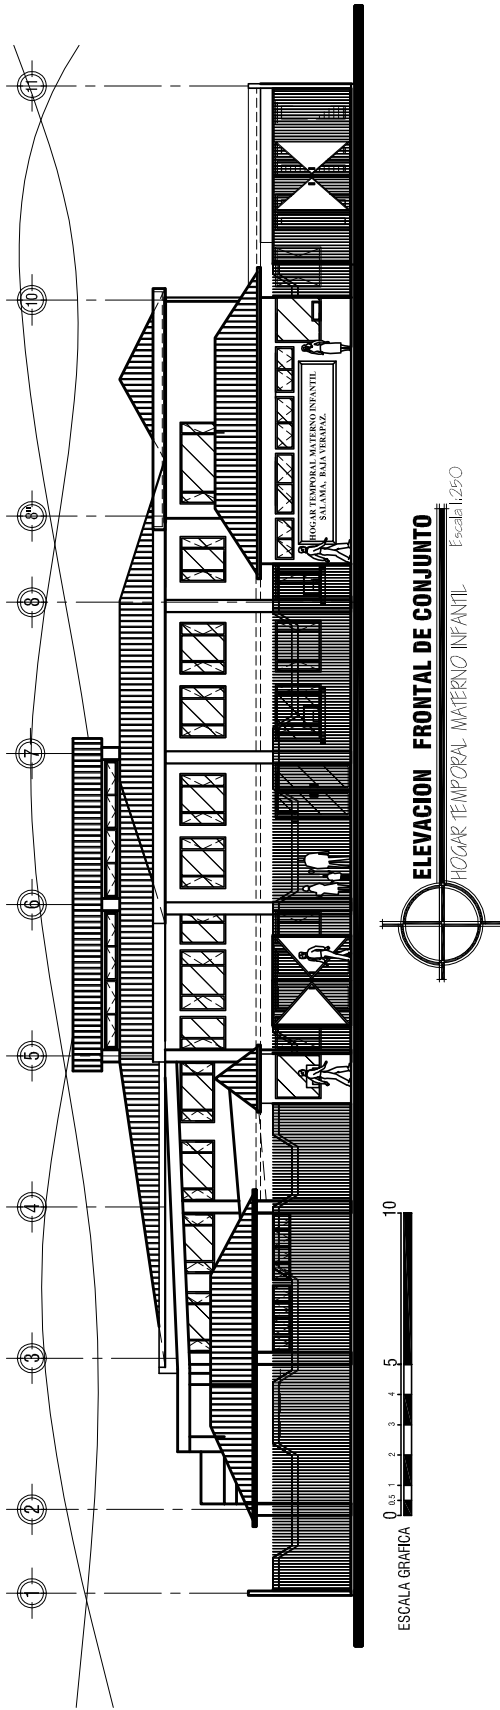 1
2
3
4
5
6
7
8
8"
10
11
HOGAR TEMPORAL MATERNO INFANTIL
SALAMA, BAJA VERAPAZ.
ESCALA GRAFICA
0 0.5 1 2 3 4 5 10
ELEVACION FRONTAL DE CONJUNTO
HOGAR TEMPORAL MATERNO INFANTIL Escala 1:250